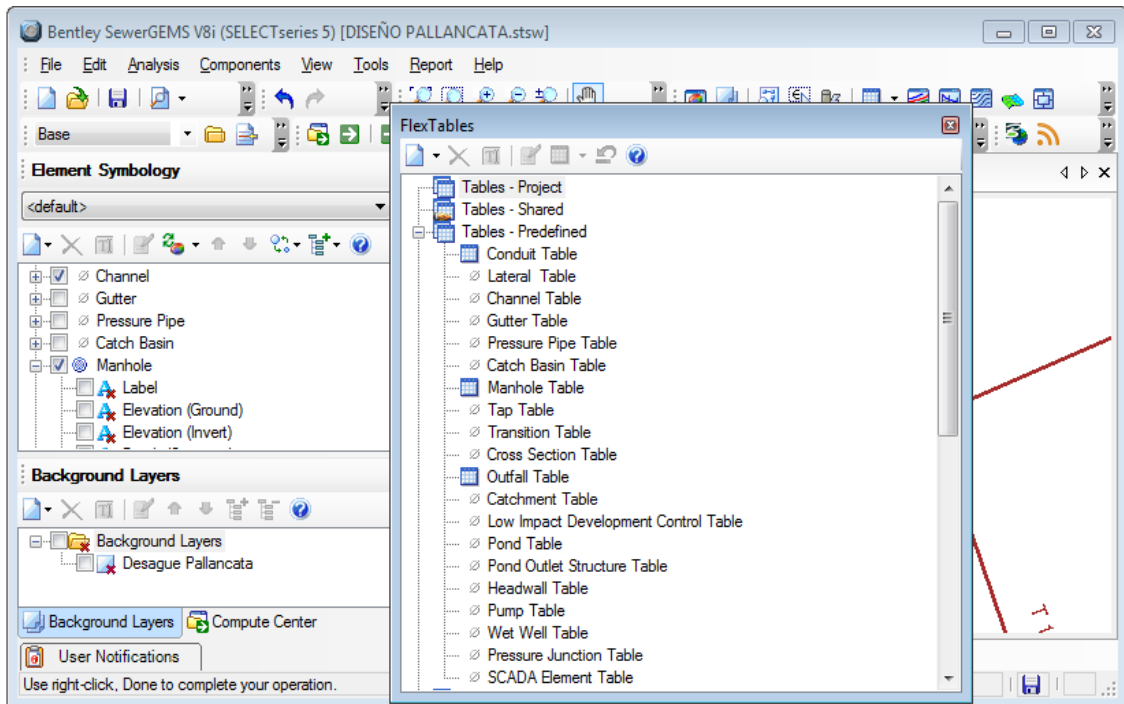 Bentley SewerGEMS V8i (SELECTseries 5) [DISEÑO PALLANCATA.stsw]
File Edit Analysis Components View Tools Report Help
Base
Element Symbology
<default>
Channel
Gutter
Pressure Pipe
Catch Basin
Manhole
Label
Elevation (Ground)
Elevation (Invert)
Background Layers
Background Layers
Desague Pallancata
Background Layers Compute Center
User Notifications
Use right-click, Done to complete your operation.
FlexTables
Tables - Project
Tables - Shared
Tables - Predefined
Conduit Table
Lateral Table
Channel Table
Gutter Table
Pressure Pipe Table
Catch Basin Table
Manhole Table
Tap Table
Transition Table
Cross Section Table
Outfall Table
Catchment Table
Low Impact Development Control Table
Pond Table
Pond Outlet Structure Table
Headwall Table
Pump Table
Wet Well Table
Pressure Junction Table
SCADA Element Table